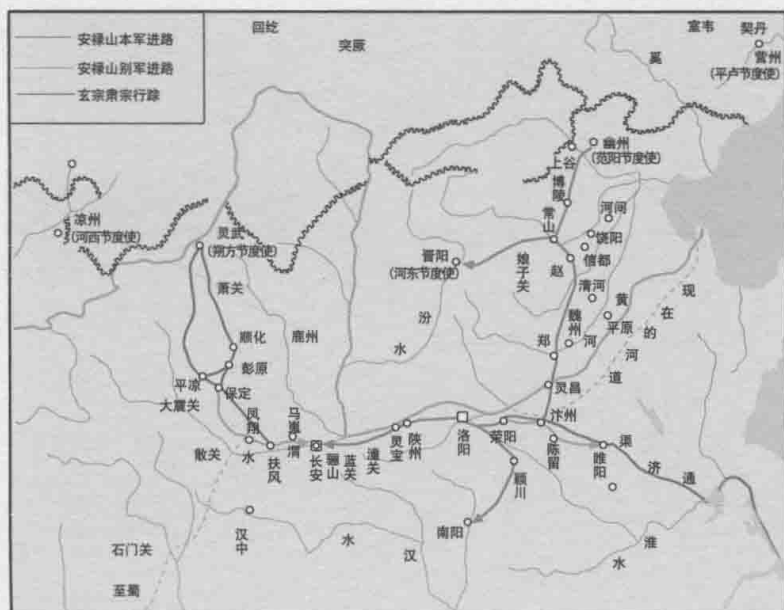 安禄山本军进路
安禄山别军进路
玄宗肃宗行踪
回纥
突厥
奚
室韦
契丹
营州
(平卢节度使)
幽州
(范阳节度使)
上谷
博陵
河间
常山
饶阳
信都
赵
凉州
(河西节度使)
灵武
(朔方节度使)
晋阳
(河东节度使)
娘子关
清河
黄河
平原
现在的河道
萧关
汾水
魏州
鹿州
顺化
彭原
郑
平凉
保定
大震关
灵昌
凤翔
马嵬
渭水
散关
扶风
长安
骊山
蓝关
潼关
灵宝
陕州
洛阳
荥阳
汴州
陈留
睢阳
通济渠
顾川
南阳
汉中
汉水
淮水
石门关
至蜀